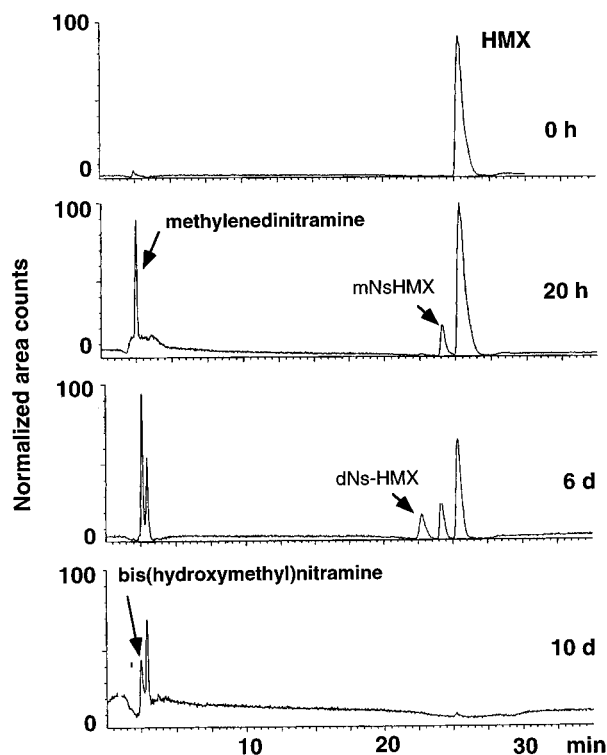 100
HMX
0 h
0
100
methylenedinitramine
mNsHMX
20 h
0
Normalized area counts
100
dNs-HMX
6 d
0
100
bis(hydroxymethyl)nitramine
10 d
0
10 20 30 min